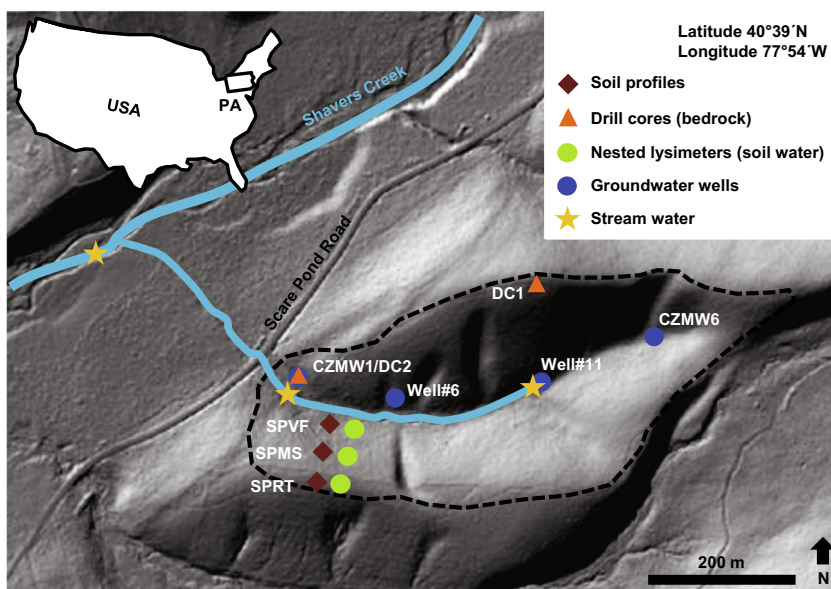 Latitude 40°39´N
Longitude 77°54´W
USA
PA
Shavers Creek
Soil profiles
Drill cores (bedrock)
Nested lysimeters (soil water)
Groundwater wells
Stream water
Scare Pond Road
DC1
CZMW6
CZMW1/DC2
Well#11
Well#6
SPVF
SPMS
SPRT
200 m
N